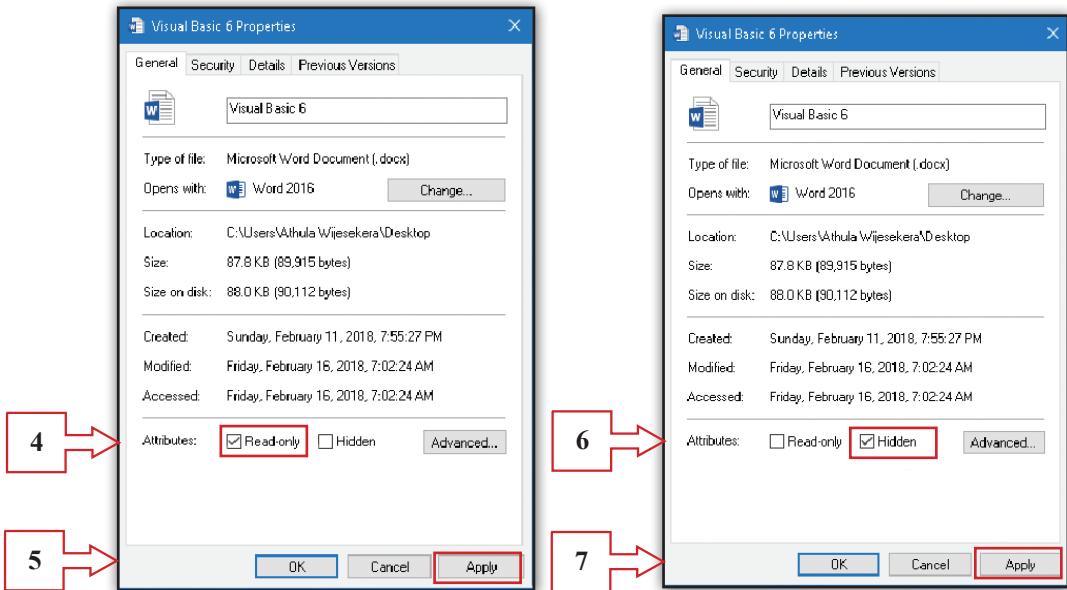 Visual Basic 6 Properties
General Security Details Previous Versions
Visual Basic 6
Type of file: Microsoft Word Document (.docx)
Opens with: Word 2016 Change...
Location: C:\Users\Athula Wijesekera\Desktop
Size: 87.8 KB (89,915 bytes)
Size on disk: 88.0 KB (90,112 bytes)
Created: Sunday, February 11, 2018, 7:55:27 PM
Modified: Friday, February 16, 2018, 7:02:24 AM
Accessed: Friday, February 16, 2018, 7:02:24 AM
4
Attributes: Read-only Hidden Advanced...
5
OK Cancel Apply
Visual Basic 6 Properties
General Security Details Previous Versions
Visual Basic 6
Type of file: Microsoft Word Document (.docx)
Opens with: Word 2016 Change...
Location: C:\Users\Athula Wijesekera\Desktop
Size: 87.8 KB (89,915 bytes)
Size on disk: 88.0 KB (90,112 bytes)
Created: Sunday, February 11, 2018, 7:55:27 PM
Modified: Friday, February 16, 2018, 7:02:24 AM
Accessed: Friday, February 16, 2018, 7:02:24 AM
6
Attributes: Read-only Hidden Advanced...
7
OK Cancel Apply